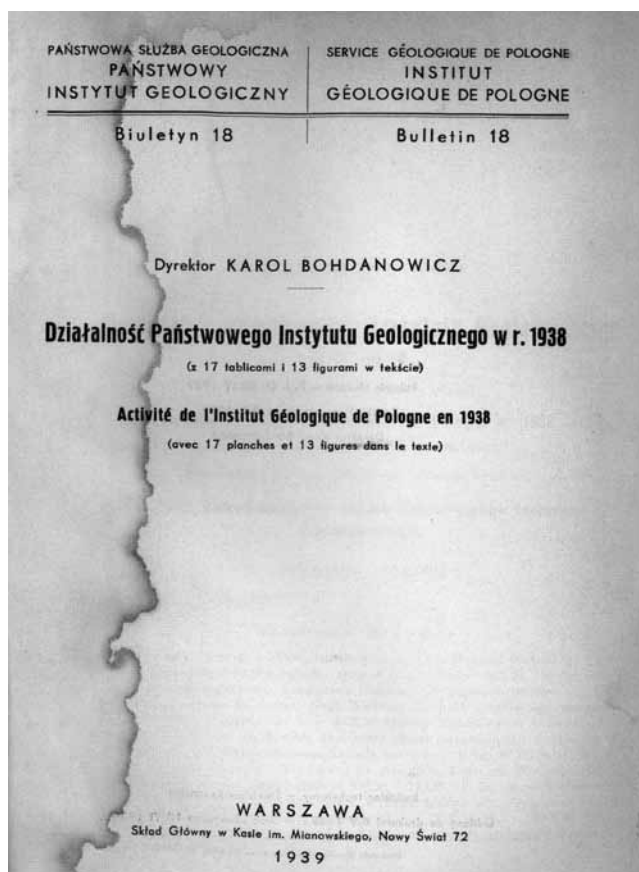 PAŃSTWOWA SŁUŻBA GEOLOGICZNA
PAŃSTWOWY
INSTYTUT GEOLOGICZNY
SERVICE GÉOLOGIQUE DE POLOGNE
INSTITUT
GÉOLOGIQUE DE POLOGNE
Biuletyn 18
Bulletin 18
Dyrektor KAROL BOHDANOWICZ
Działalność Państwowego Instytutu Geologicznego w r. 1938
(z 17 tablicami i 13 figurami w tekście)
Activité de l'Institut Géologique de Pologne en 1938
(avec 17 planches et 13 figures dans le texte)
WARSZAWA
Skład Główny w Kasie im. Mianowskiego, Nowy Świat 72
1939